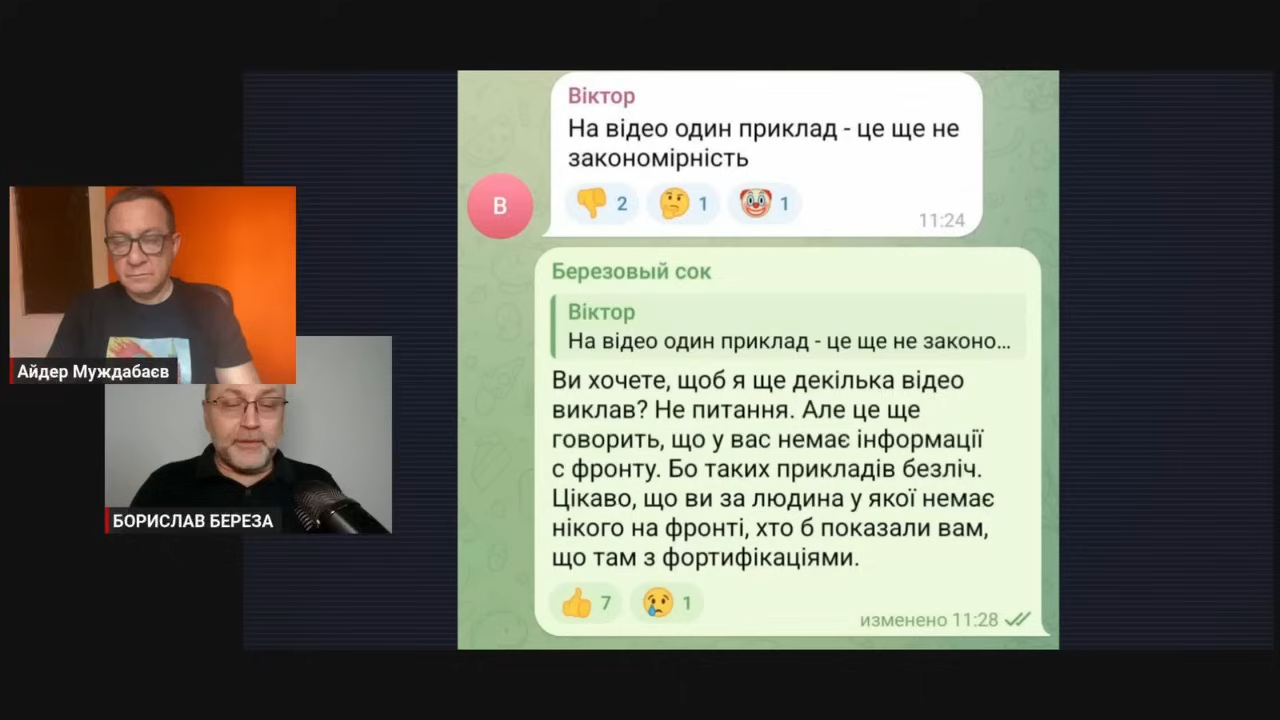 Віктор
На відео один приклад - це ще не
закономірність
👎 2 🤔 1 🤡 1
11:24
В
Березовый сок
Віктор
На відео один приклад - це ще не законо...
Ви хочете, щоб я ще декілька відео
виклав? Не питання. Але це ще
говорить, що у вас немає інформації
с фронту. Бо таких прикладів безліч.
Цікаво, що ви за людина у якої немає
нікого на фронті, хто б показали вам,
що там з фортифікаціями.
👍 7 😢 1
изменено 11:28
Айдер Муждабаєв
БОРИСЛАВ БЕРЕЗА